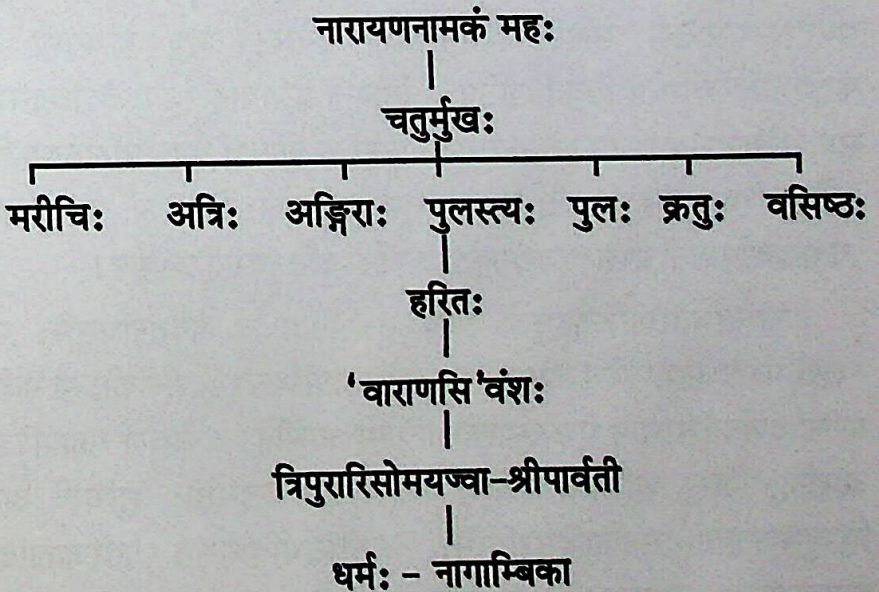 नारायणनामकं महः
चतुर्मुखः
मरीचिः अत्रिः अङ्गिराः पुलस्त्यः पुलः क्रतुः वसिष्ठः
हरितः
‘वाराणसि’वंशः
त्रिपुरारिसोमयज्वा-श्रीपार्वती
धर्मः - नागाम्बिका